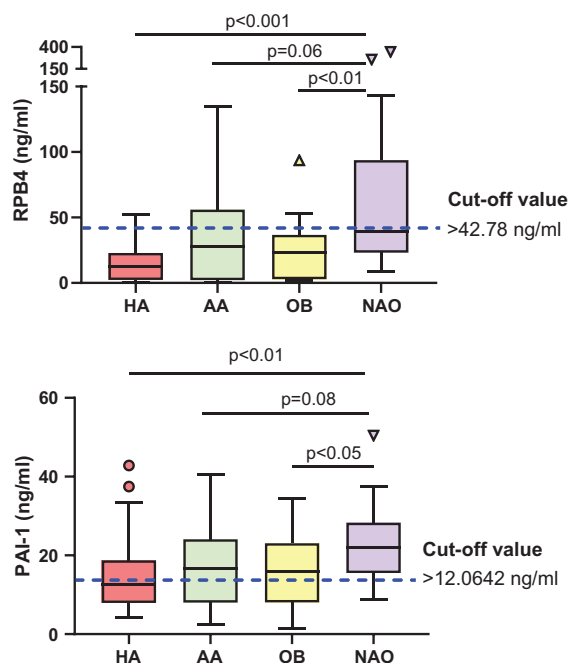 p<0.001
p=0.06
p<0.01
400
150
150
100
50
0
RPB4 (ng/ml)
Cut-off value
>42.78 ng/ml
HA AA OB NAO
p<0.01
p=0.08
p<0.05
60
40
20
0
PAI-1 (ng/ml)
Cut-off value
>12.0642 ng/ml
HA AA OB NAO